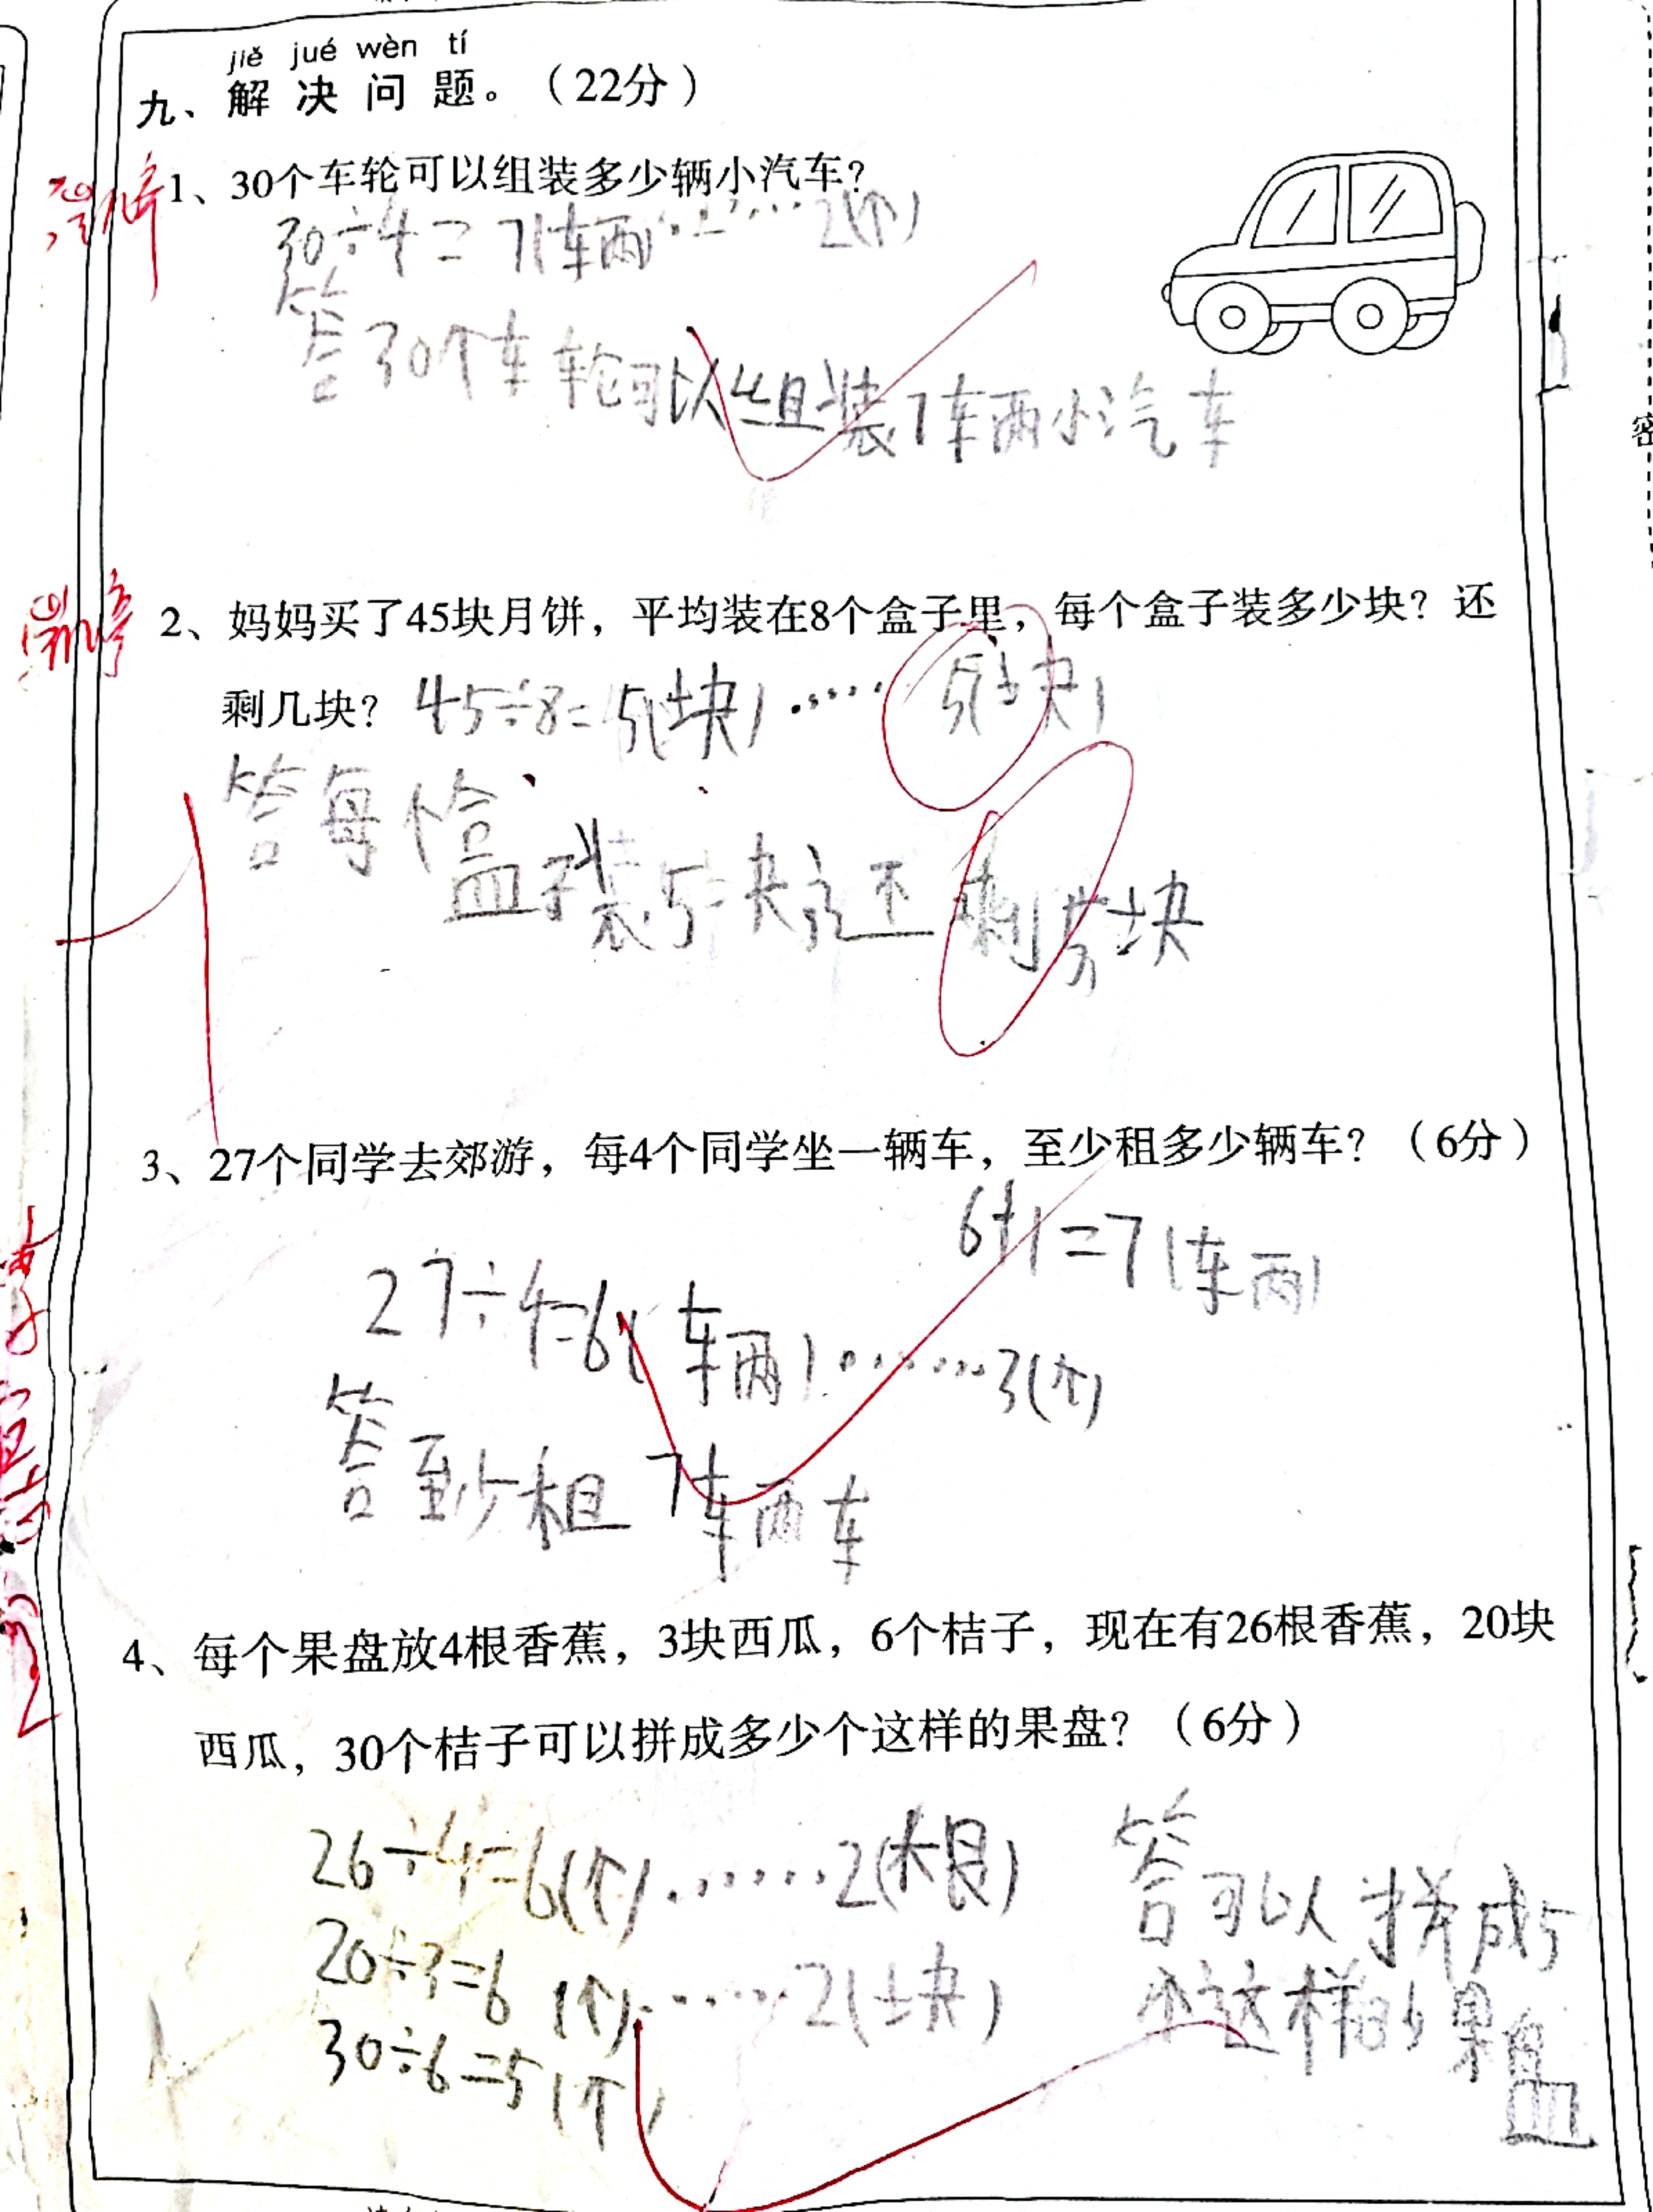 jiě jué wèn tí
九、解决问题。（22分）
1、30个车轮可以组装多少辆小汽车？
30÷4=7(辆)……2(个)
答30个车轮可以组装7辆小汽车
2、妈妈买了45块月饼，平均装在8个盒子里，每个盒子装多少块？还
剩几块？ 45÷8=5(块)…… 5(块)
答每个盒子装5块还剩5块
3、27个同学去郊游，每4个同学坐一辆车，至少租多少辆车？（6分）
6+1=7(辆)
27÷4=6(辆)……3(个)
答至少租7辆车
4、每个果盘放4根香蕉，3块西瓜，6个桔子，现在有26根香蕉，20块
西瓜，30个桔子可以拼成多少个这样的果盘？（6分）
26÷4=6(个)……2(根)
20÷3=6(个)……2(块)
30÷6=5(个)
答可以拼成5
个这样的果盘
密